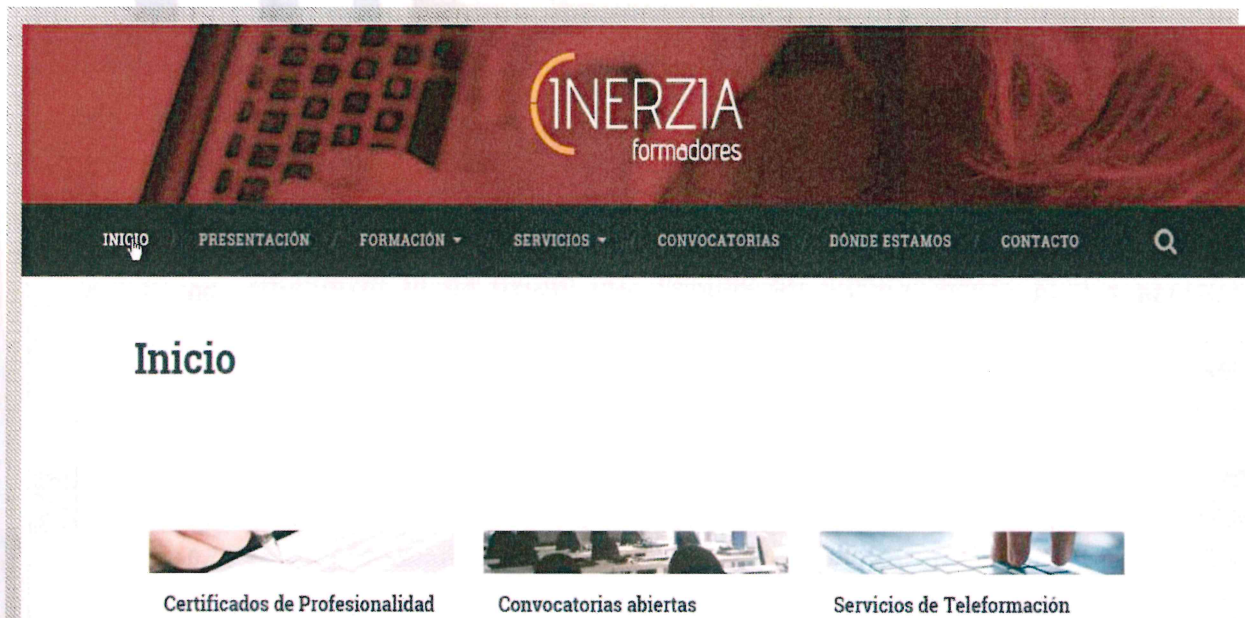 INERZIA
formadores
INICIO / PRESENTACIÓN / FORMACIÓN / SERVICIOS / CONVOCATORIAS / DÓNDE ESTAMOS / CONTACTO
Inicio
Certificados de Profesionalidad
Convocatorias abiertas
Servicios de Teleformación